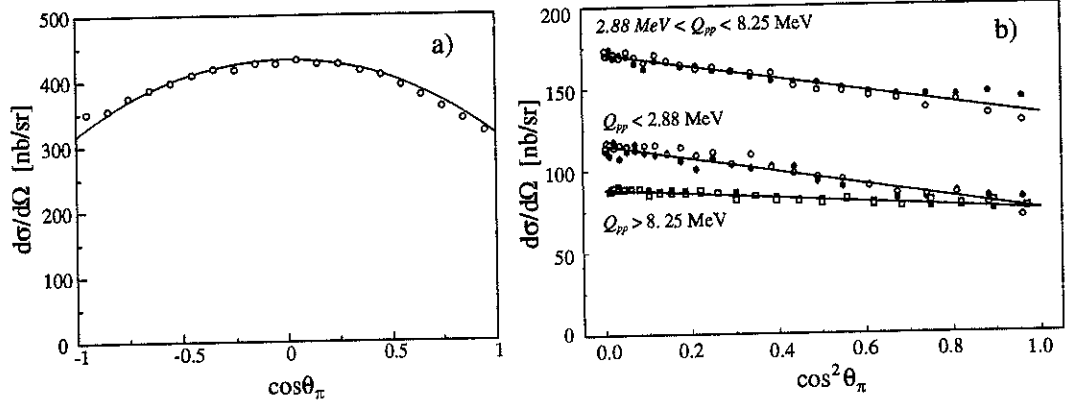 500
400
300
200
100
0
dσ/dΩ [nb/sr]
a)
-1
-0.5
0
0.5
1
cosθπ
200
150
100
50
0
dσ/dΩ [nb/sr]
2.88 MeV < Qpp < 8.25 MeV
b)
Qpp < 2.88 MeV
Qpp > 8.25 MeV
0.0
0.2
0.4
0.6
0.8
1.0
cos²θπ